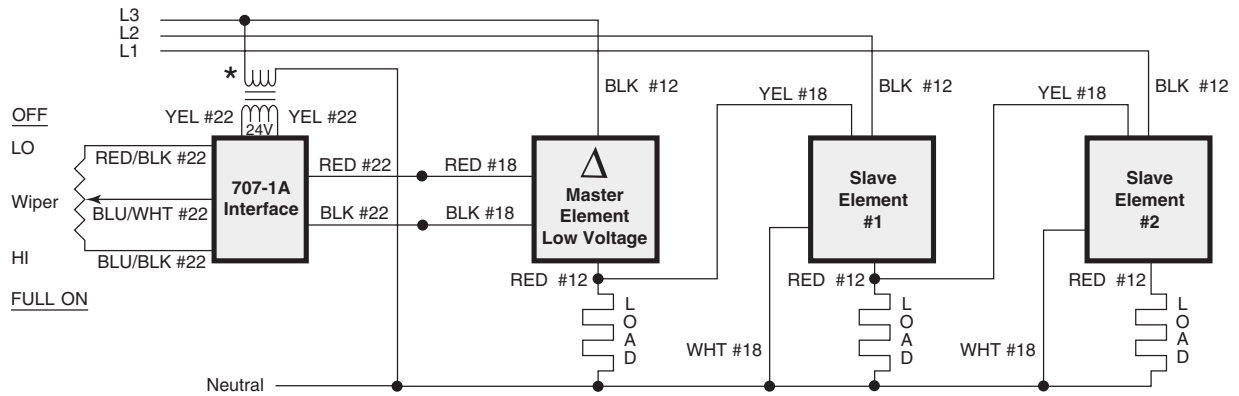 L3
L2
L1
*
BLK #12
YEL #18
BLK #12
YEL #18
BLK #12
OFF
YEL #22
YEL #22
24V
LO
RED/BLK #22
Wiper
BLU/WHT #22
HI
BLU/BLK #22
FULL ON
707-1A
Interface
RED #22
RED #18
BLK #22
BLK #18
Δ
Master
Element
Low Voltage
Slave
Element
#1
Slave
Element
#2
RED #12
LOAD
RED #12
LOAD
RED #12
LOAD
WHT #18
WHT #18
Neutral